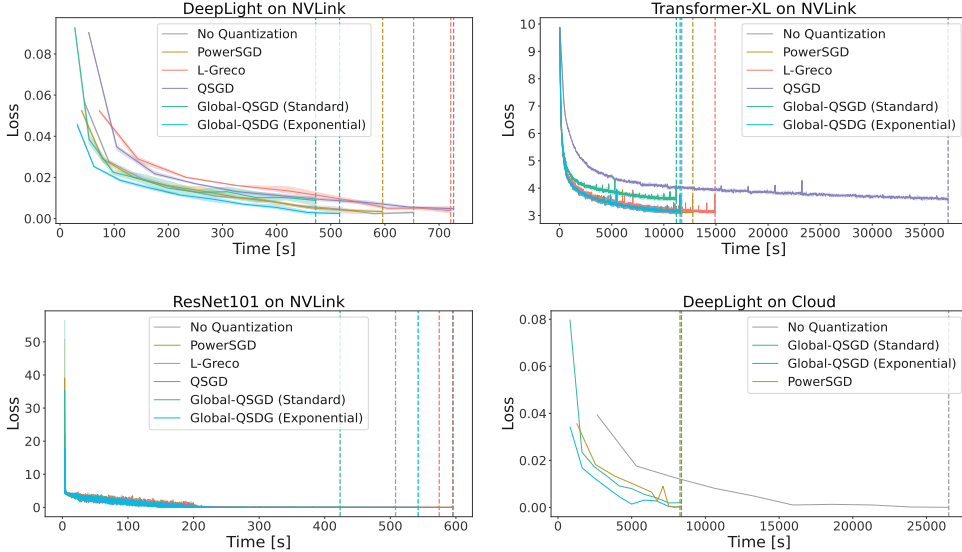 DeepLight on NVLink
Loss
0.08
0.06
0.04
0.02
0.00
No Quantization
PowerSGD
L-Greco
QSGD
Global-QSGD (Standard)
Global-QSDG (Exponential)
0 100 200 300 400 500 600 700
Time [s]
Transformer-XL on NVLink
Loss
10
9
8
7
6
5
4
3
No Quantization
PowerSGD
L-Greco
QSGD
Global-QSGD (Standard)
Global-QSDG (Exponential)
0 5000 10000 15000 20000 25000 30000 35000
Time [s]
ResNet101 on NVLink
Loss
50
40
30
20
10
0
No Quantization
PowerSGD
L-Greco
QSGD
Global-QSGD (Standard)
Global-QSDG (Exponential)
0 100 200 300 400 500 600
Time [s]
DeepLight on Cloud
Loss
0.08
0.06
0.04
0.02
0.00
No Quantization
Global-QSGD (Standard)
Global-QSGD (Exponential)
PowerSGD
0 5000 10000 15000 20000 25000
Time [s]